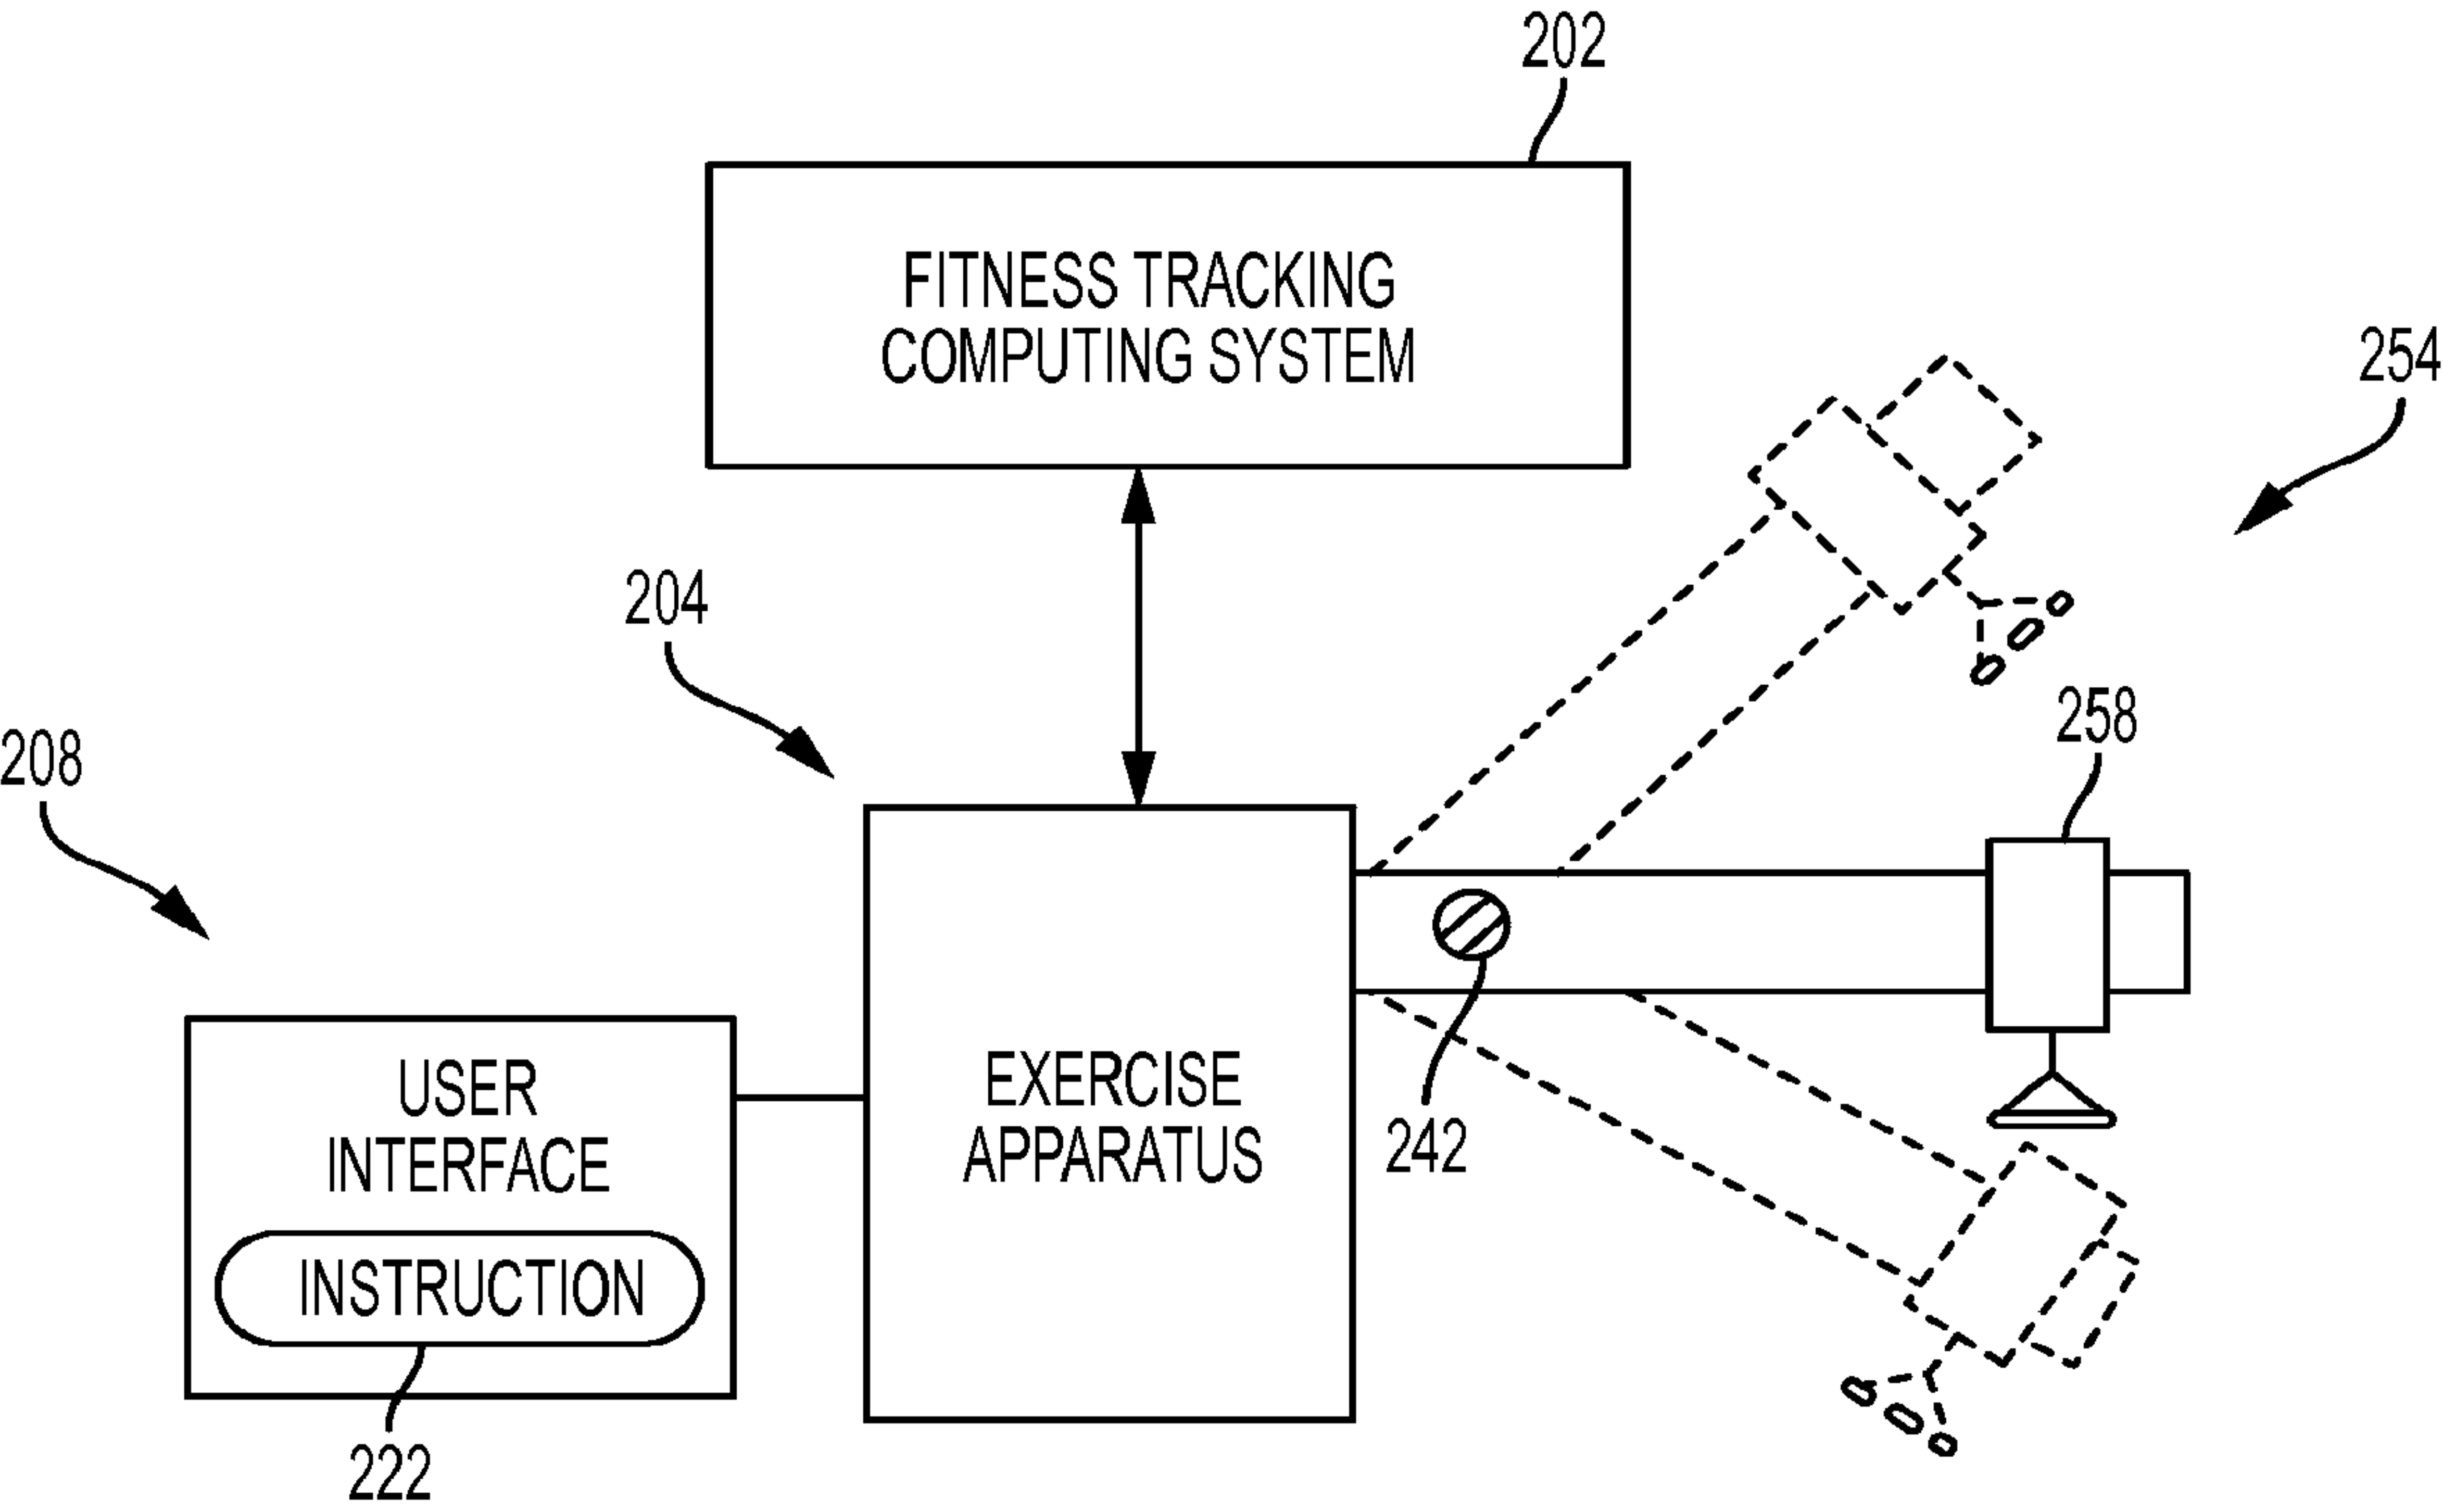 202
FITNESS TRACKING
COMPUTING SYSTEM
254
204
258
208
USER
INTERFACE
INSTRUCTION
222
EXERCISE
APPARATUS
242